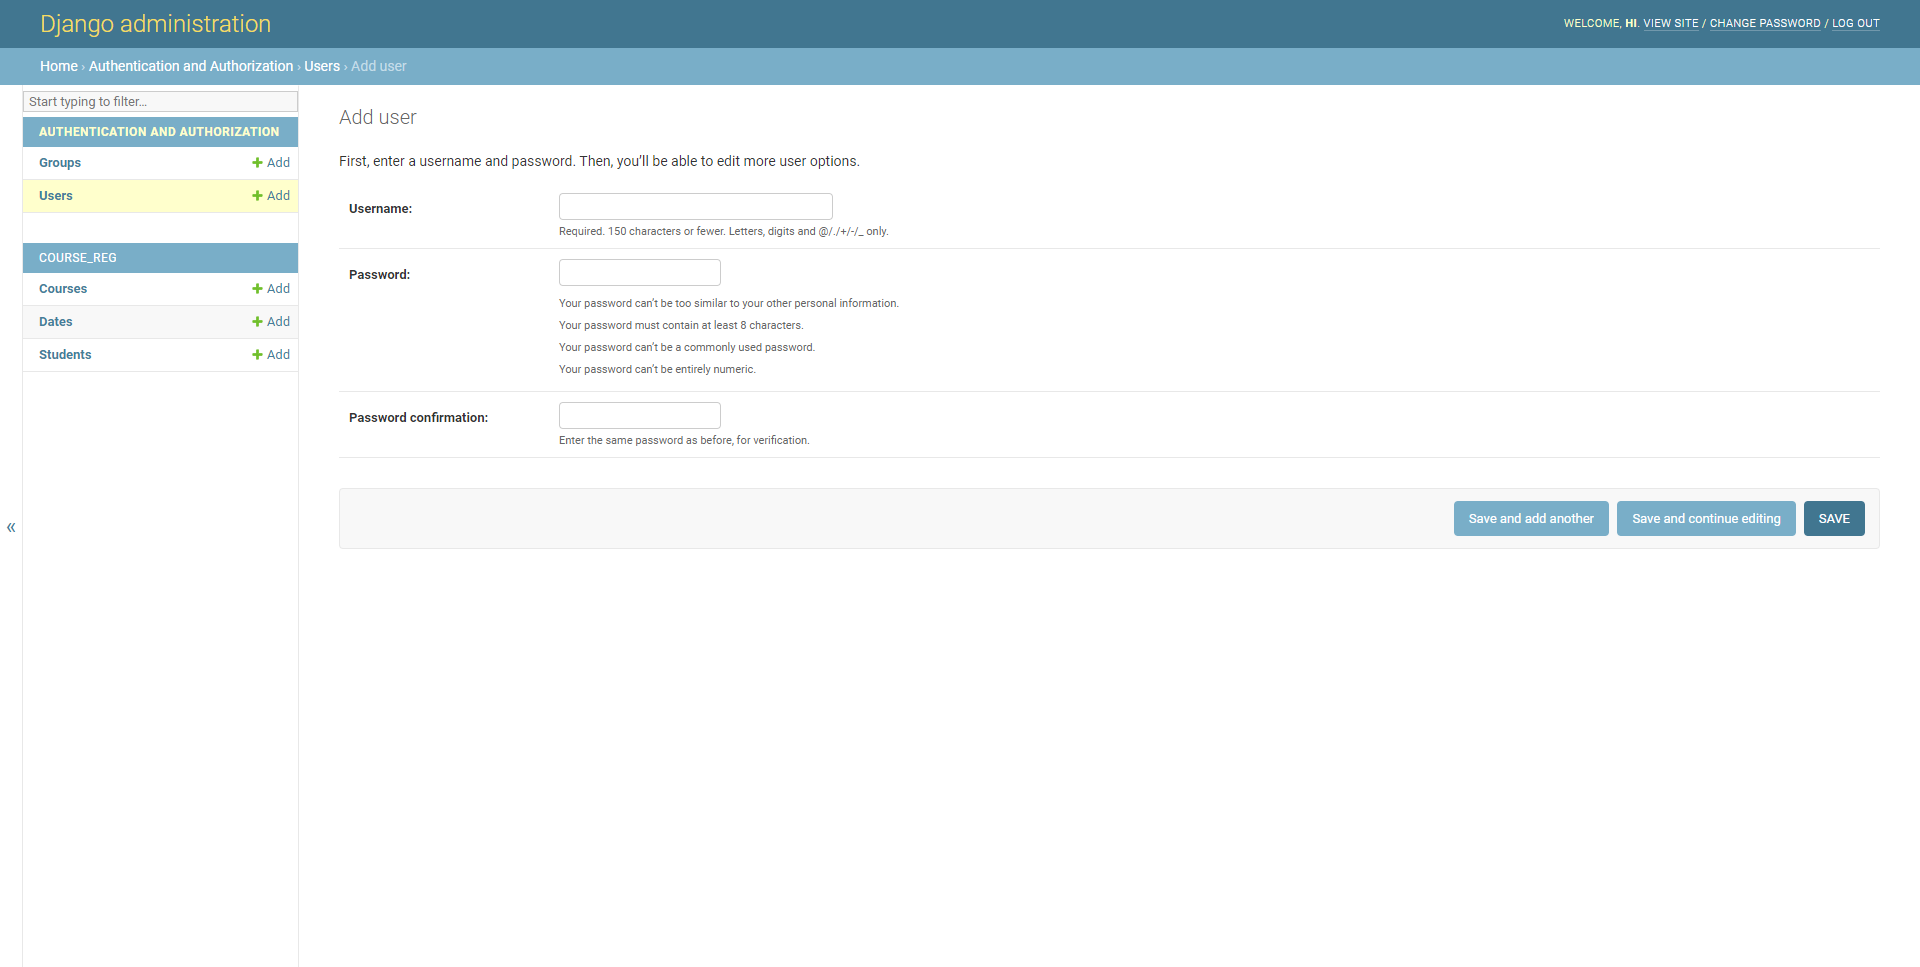 Django administration
WELCOME, HI. VIEW SITE / CHANGE PASSWORD / LOG OUT
Home › Authentication and Authorization › Users › Add user
Start typing to filter...
AUTHENTICATION AND AUTHORIZATION
Groups Add
Users Add
COURSE_REG
Courses Add
Dates Add
Students Add
«
Add user
First, enter a username and password. Then, you'll be able to edit more user options.
Username:
Required. 150 characters or fewer. Letters, digits and @/./+/-/_ only.
Password:
Your password can't be too similar to your other personal information.
Your password must contain at least 8 characters.
Your password can't be a commonly used password.
Your password can't be entirely numeric.
Password confirmation:
Enter the same password as before, for verification.
Save and add another Save and continue editing SAVE